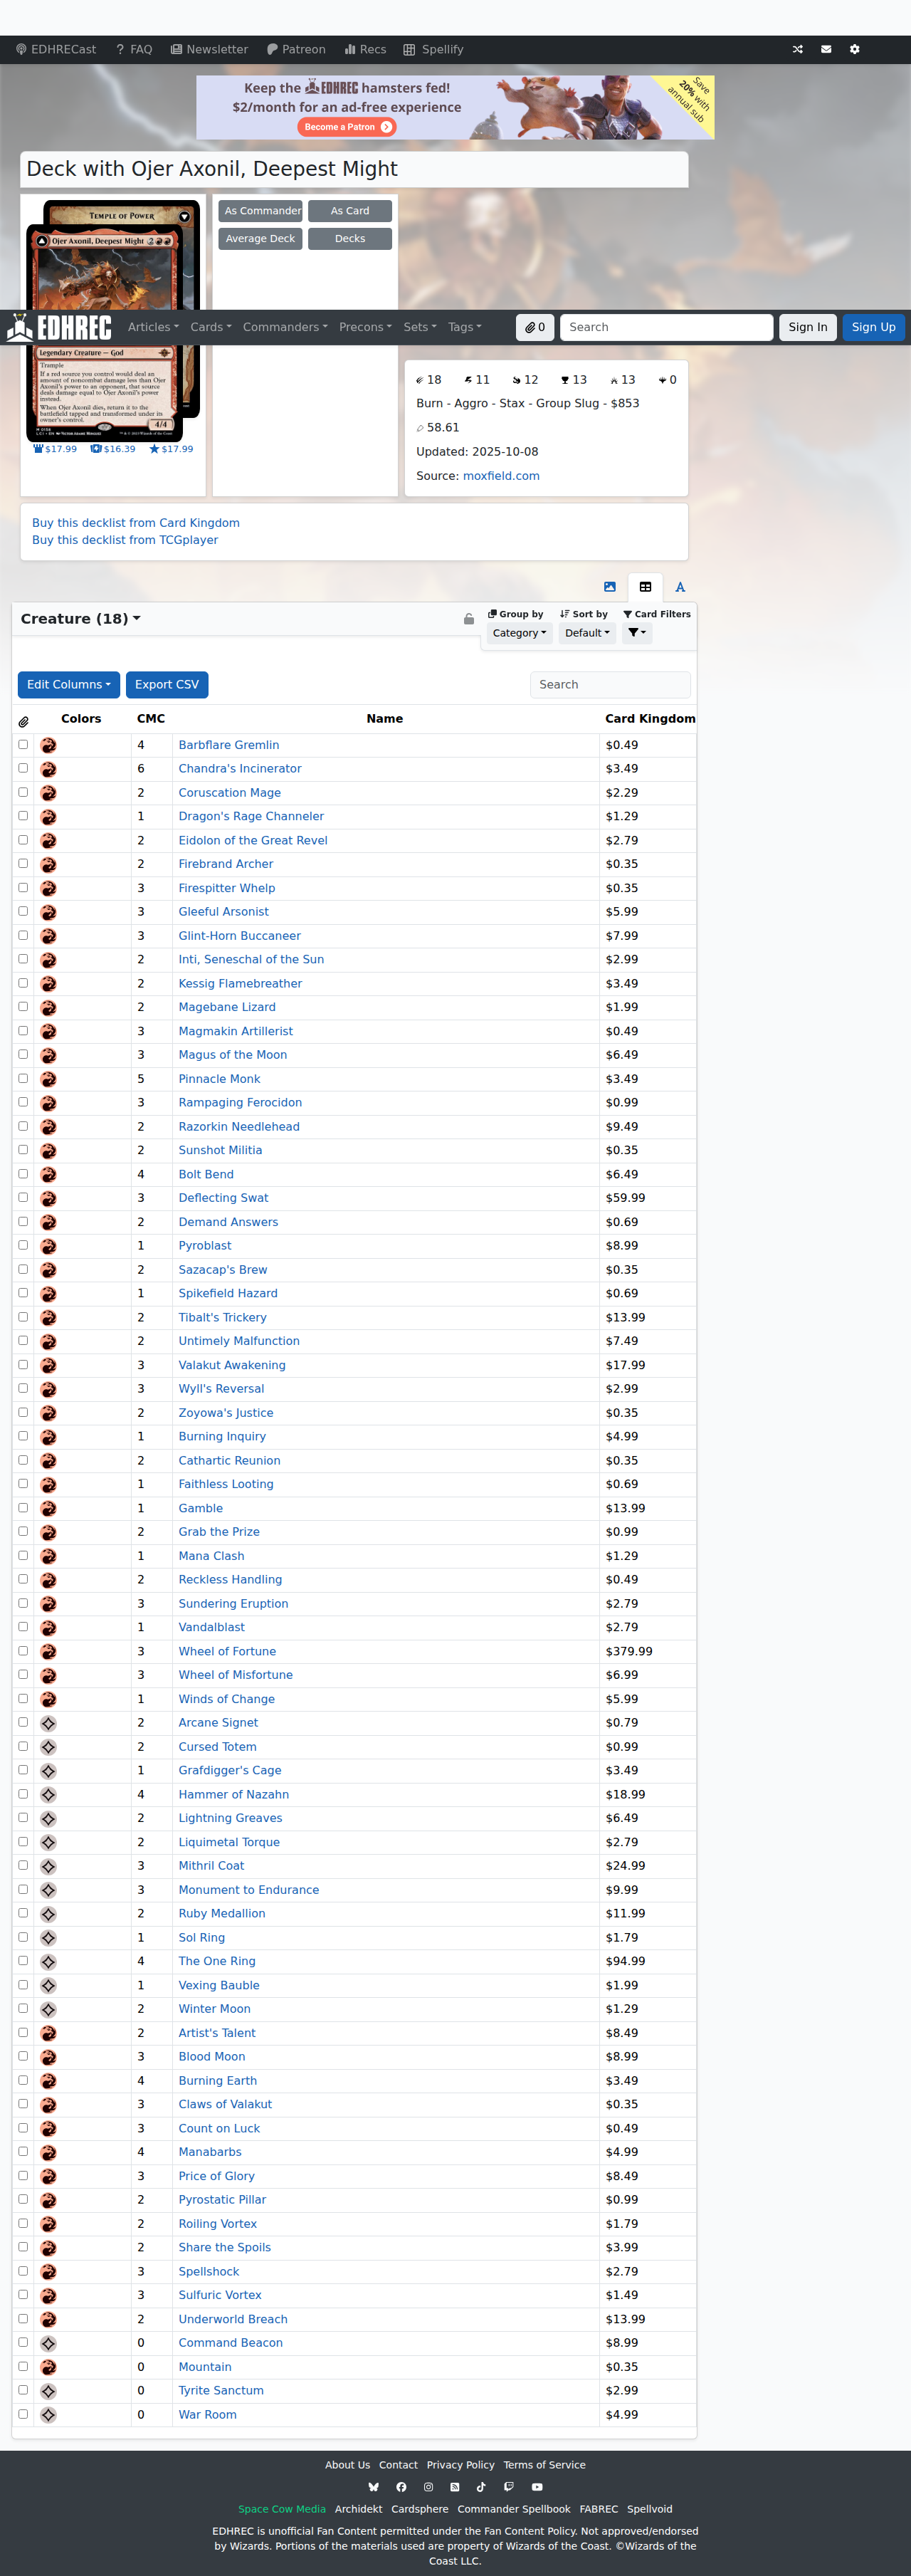 EDHRECast FAQ Newsletter Patreon Recs Spellify
Keep the EDHREC hamsters fed!
$2/month for an ad-free experience
Become a Patron
Save
20% with
annual sub
Deck with Ojer Axonil, Deepest Might
TEMPLE OF POWER
Ojer Axonil, Deepest Might
As Commander As Card
Average Deck Decks
EDHREC Articles Cards Commanders Precons Sets Tags 0 Search Sign In Sign Up
Legendary Creature — God
Trample
If a red source you control would deal an
amount of noncombat damage less than Ojer
Axonil's power to an opponent, that source
deals damage equal to Ojer Axonil's power
instead.
When Ojer Axonil dies, return it to the
battlefield tapped and transformed under its
owner's control.
4/4
$17.99 $16.39 $17.99
18 11 12 13 13 0
Burn - Aggro - Stax - Group Slug - $853
58.61
Updated: 2025-10-08
Source: moxfield.com
Buy this decklist from Card Kingdom
Buy this decklist from TCGplayer
Creature (18)
Group by Sort by Card Filters
Category Default
Edit Columns Export CSV Search
Colors CMC Name Card Kingdom
4 Barbflare Gremlin $0.49
6 Chandra's Incinerator $3.49
2 Coruscation Mage $2.29
1 Dragon's Rage Channeler $1.29
2 Eidolon of the Great Revel $2.79
2 Firebrand Archer $0.35
3 Firespitter Whelp $0.35
3 Gleeful Arsonist $5.99
3 Glint-Horn Buccaneer $7.99
2 Inti, Seneschal of the Sun $2.99
2 Kessig Flamebreather $3.49
2 Magebane Lizard $1.99
3 Magmakin Artillerist $0.49
3 Magus of the Moon $6.49
5 Pinnacle Monk $3.49
3 Rampaging Ferocidon $0.99
2 Razorkin Needlehead $9.49
2 Sunshot Militia $0.35
4 Bolt Bend $6.49
3 Deflecting Swat $59.99
2 Demand Answers $0.69
1 Pyroblast $8.99
2 Sazacap's Brew $0.35
1 Spikefield Hazard $0.69
2 Tibalt's Trickery $13.99
2 Untimely Malfunction $7.49
3 Valakut Awakening $17.99
3 Wyll's Reversal $2.99
2 Zoyowa's Justice $0.35
1 Burning Inquiry $4.99
2 Cathartic Reunion $0.35
1 Faithless Looting $0.69
1 Gamble $13.99
2 Grab the Prize $0.99
1 Mana Clash $1.29
2 Reckless Handling $0.49
3 Sundering Eruption $2.79
1 Vandalblast $2.79
3 Wheel of Fortune $379.99
3 Wheel of Misfortune $6.99
1 Winds of Change $5.99
2 Arcane Signet $0.79
2 Cursed Totem $0.99
1 Grafdigger's Cage $3.49
4 Hammer of Nazahn $18.99
2 Lightning Greaves $6.49
2 Liquimetal Torque $2.79
3 Mithril Coat $24.99
3 Monument to Endurance $9.99
2 Ruby Medallion $11.99
1 Sol Ring $1.79
4 The One Ring $94.99
1 Vexing Bauble $1.99
2 Winter Moon $1.29
2 Artist's Talent $8.49
3 Blood Moon $8.99
4 Burning Earth $3.49
3 Claws of Valakut $0.35
3 Count on Luck $0.49
4 Manabarbs $4.99
3 Price of Glory $8.49
2 Pyrostatic Pillar $0.99
2 Roiling Vortex $1.79
2 Share the Spoils $3.99
3 Spellshock $2.79
3 Sulfuric Vortex $1.49
2 Underworld Breach $13.99
0 Command Beacon $8.99
0 Mountain $0.35
0 Tyrite Sanctum $2.99
0 War Room $4.99
About Us Contact Privacy Policy Terms of Service
Space Cow Media Archidekt Cardsphere Commander Spellbook FABREC Spellvoid
EDHREC is unofficial Fan Content permitted under the Fan Content Policy. Not approved/endorsed
by Wizards. Portions of the materials used are property of Wizards of the Coast. ©Wizards of the
Coast LLC.